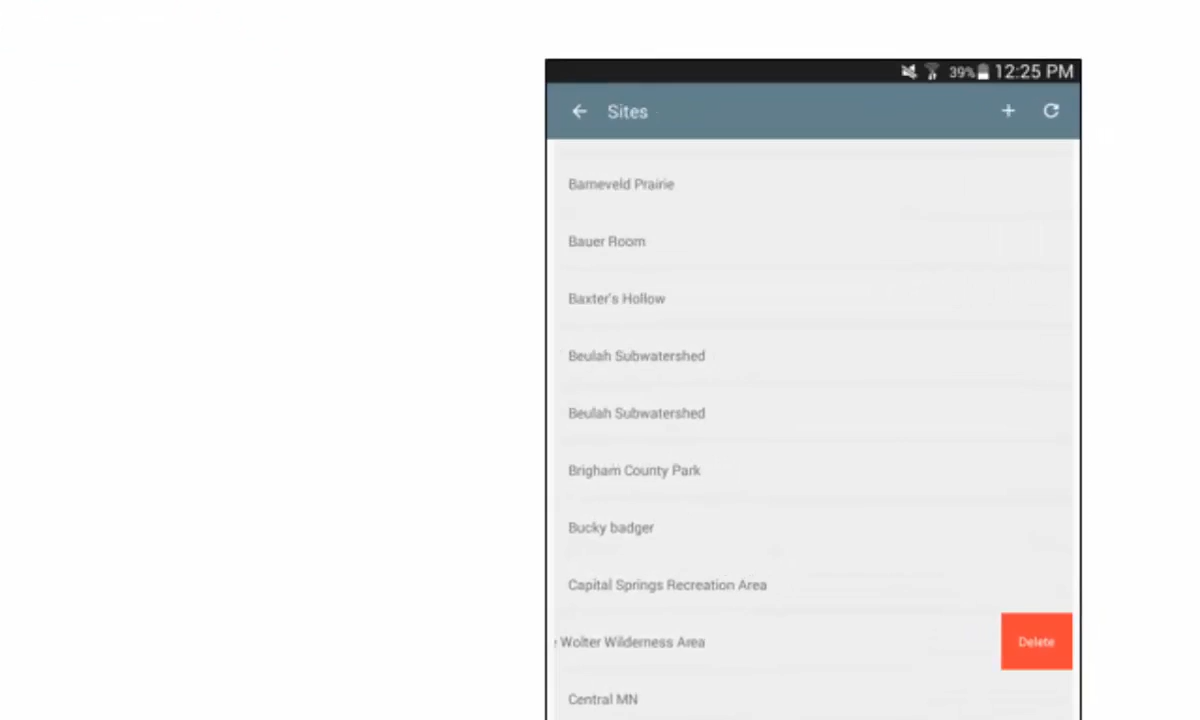 39% 12:25 PM
Sites
Barneveld Prairie
Bauer Room
Baxter's Hollow
Beulah Subwatershed
Beulah Subwatershed
Brigham County Park
Bucky badger
Capital Springs Recreation Area
Wolter Wilderness Area Delete
Central MN